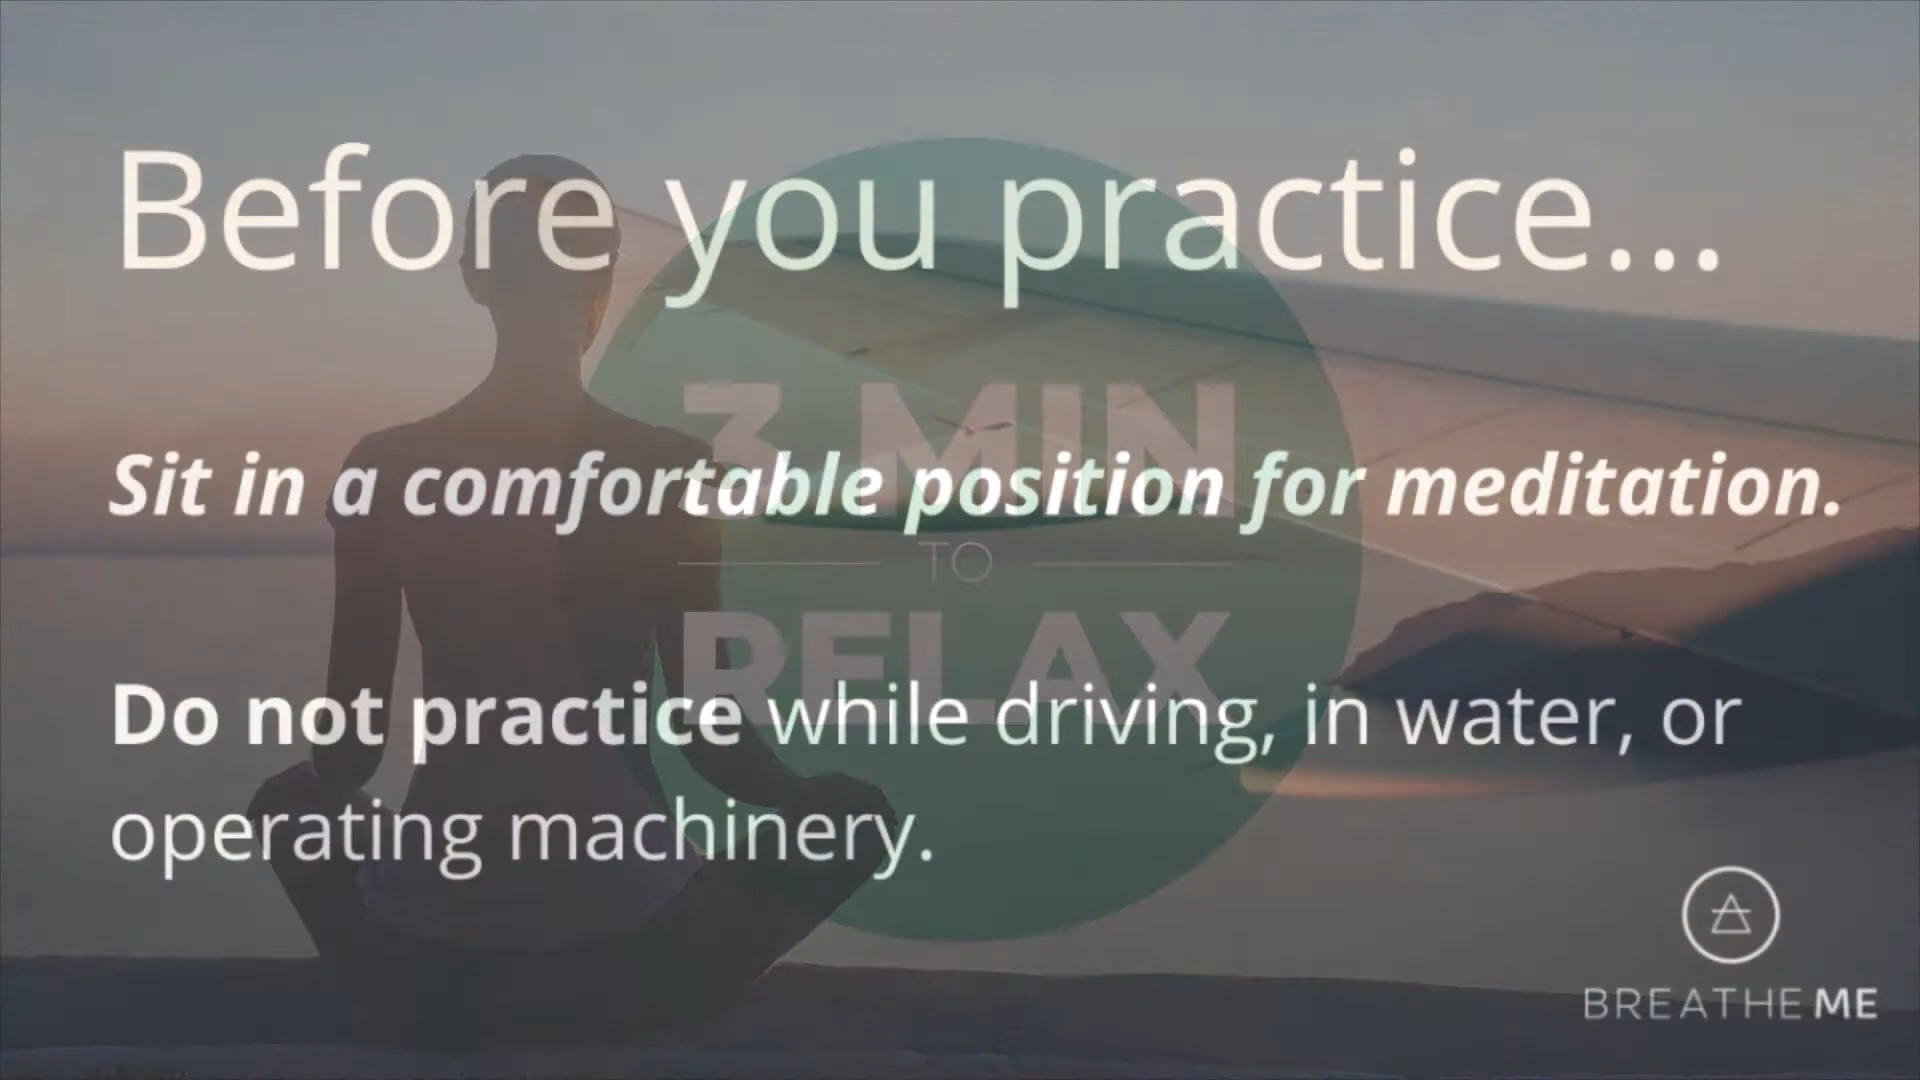 Before you practice...
3 MIN
Sit in a comfortable position for meditation.
TO
RELAX
Do not practice while driving, in water, or
operating machinery.
BREATHE ME